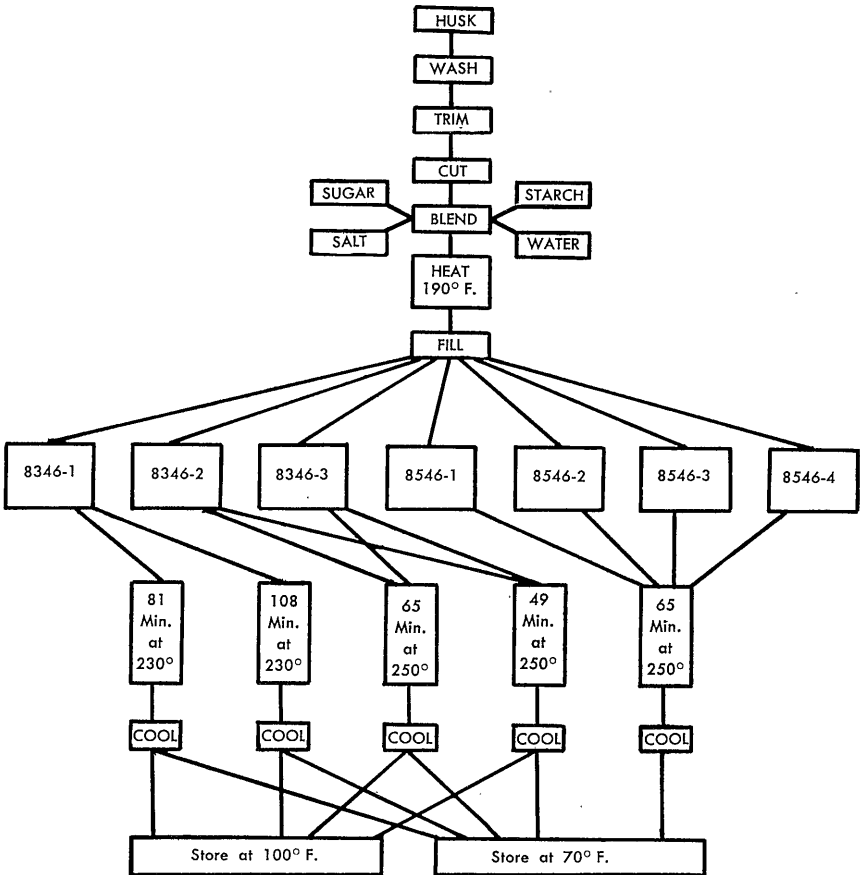 HUSK
WASH
TRIM
CUT
SUGAR
STARCH
BLEND
SALT
WATER
HEAT
190° F.
FILL
8346-1
8346-2
8346-3
8546-1
8546-2
8546-3
8546-4
81
Min.
at
230°
108
Min.
at
230°
65
Min.
at
250°
49
Min.
at
250°
65
Min.
at
250°
COOL
COOL
COOL
COOL
COOL
Store at 100° F.
Store at 70° F.